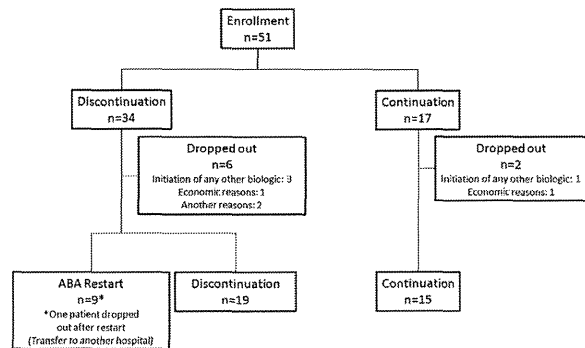 Enrollment
n=51
Discontinuation
n=34
Continuation
n=17
Dropped out
n=6
Initiation of any other biologic: 3
Economic reasons: 1
Another reasons: 2
Dropped out
n=2
Initiation of any other biologic: 1
Economic reasons: 1
ABA Restart
n=9*
*One patient dropped
out after restart
(Transfer to another hospital)
Discontinuation
n=19
Continuation
n=15